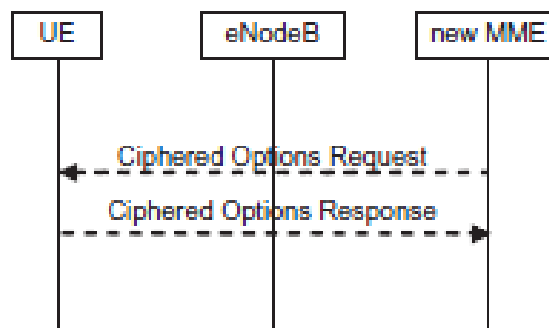 UE eNodeB new MME
Ciphered Options Request
Ciphered Options Response